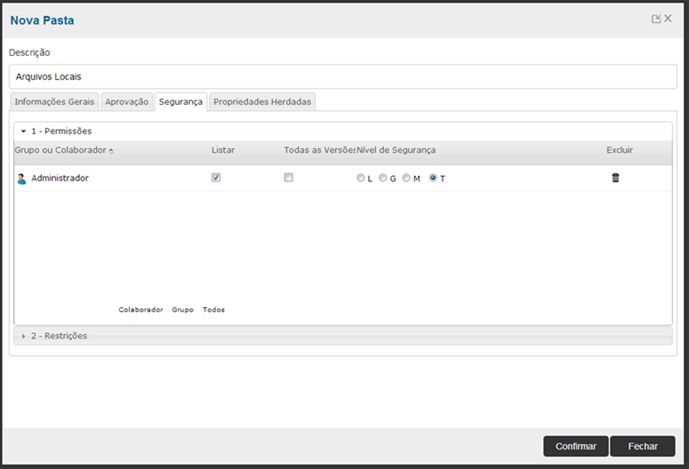 Nova Pasta
Descrição
Arquivos Locais
Informações Gerais Aprovação Segurança Propriedades Herdadas
1 - Permissões
Grupo ou Colaborador Listar Todas as Versões Nível de Segurança Excluir
Administrador L G M T
Colaborador Grupo Todos
2 - Restrições
Confirmar Fechar